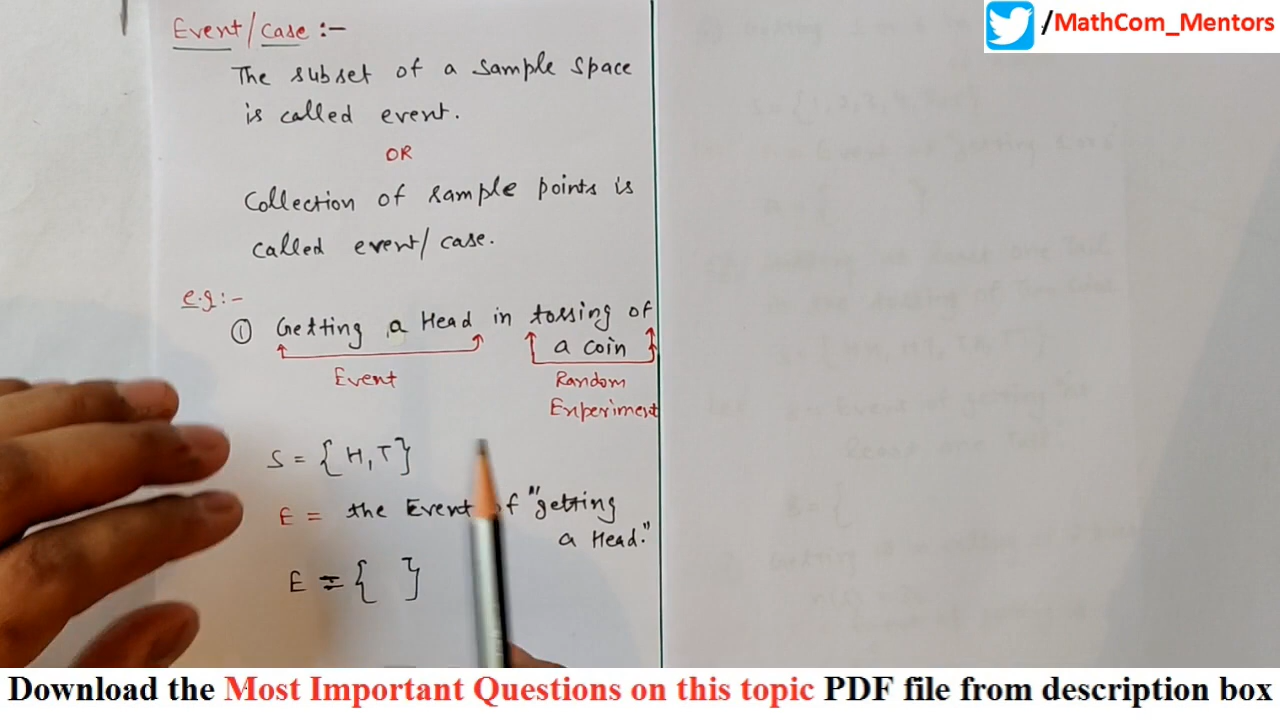 /MathCom_Mentors
Event/case :-
The subset of a sample space
is called event.
OR
Collection of sample points is
called event/case.
e.g:-
① Getting a Head in tossing of
a coin
Event
Random
Experiment
S = { H, T }
E = the Event of "getting
a Head."
E = { }
Download the Most Important Questions on this topic PDF file from description box